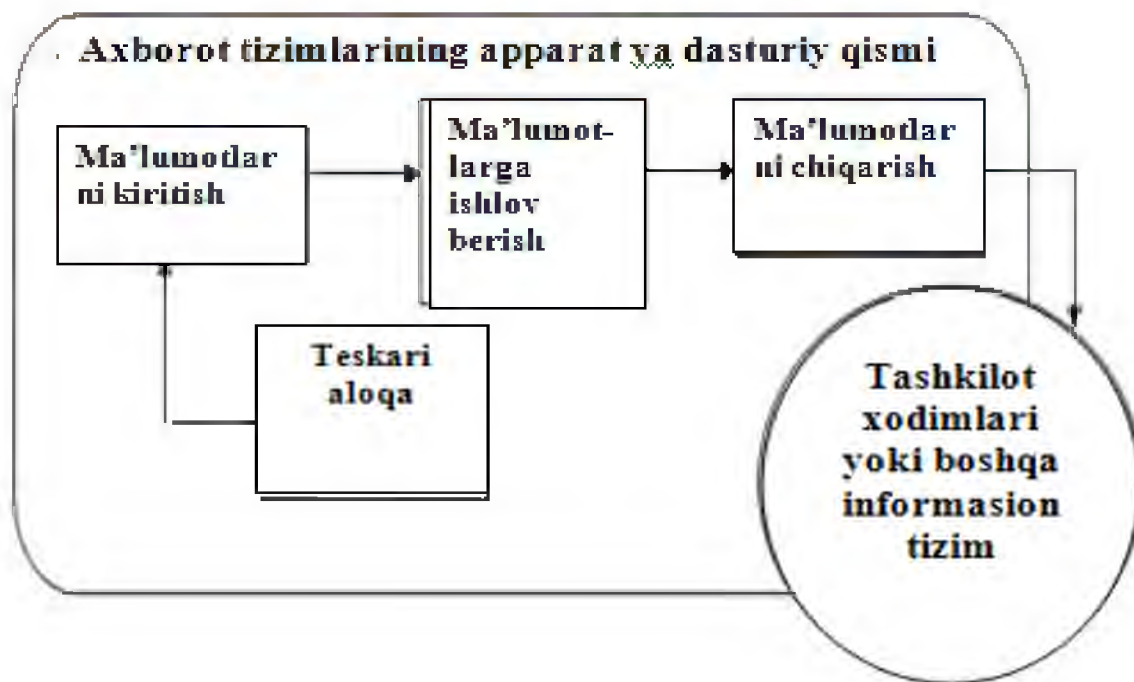 Axborot tizimlarining apparat va dasturiy qismi
Ma'lumotlar
ni kiritish
Ma'lumot-
larga
ishlov
berish
Ma'lumotlar
ni chiqarish
Teskari
aloqa
Tashkilot
xodimlari
yoki boshqa
informasion
tizim